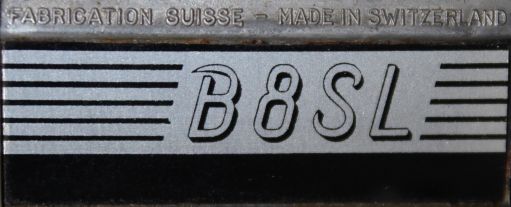 FABRICATION SUISSE - MADE IN SWITZERLAND
B8SL